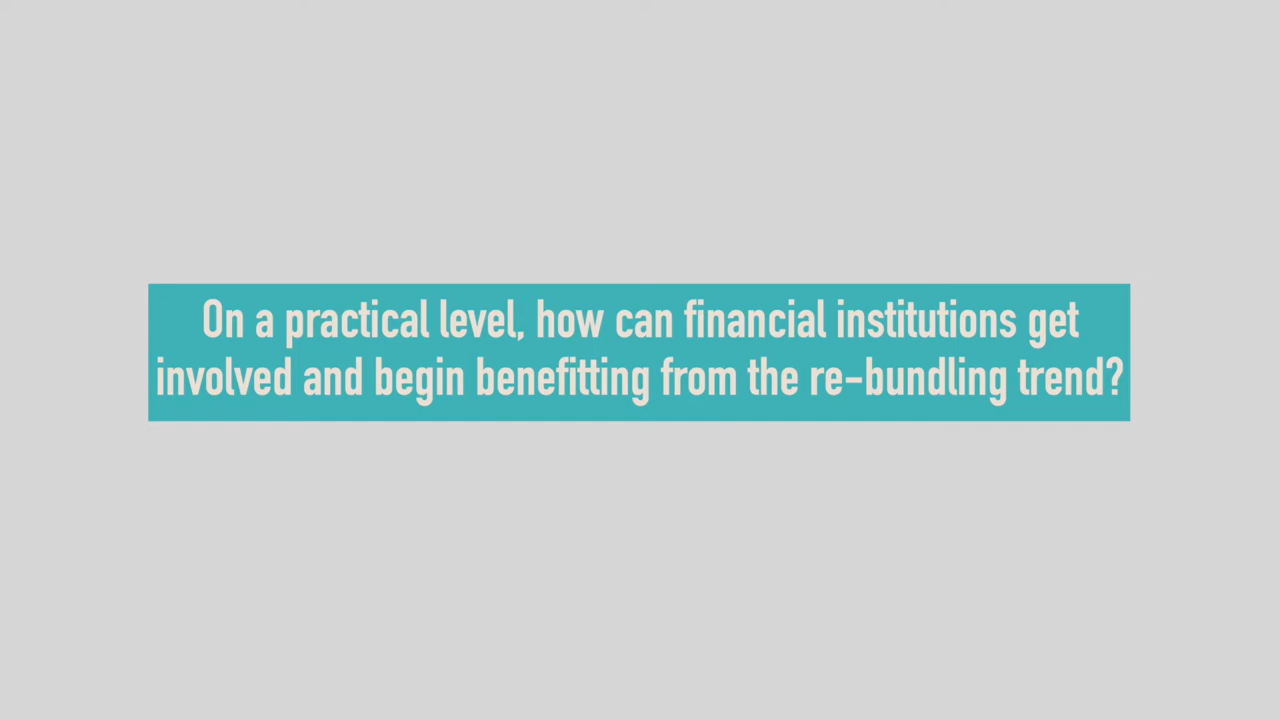 On a practical level, how can financial institutions get
involved and begin benefitting from the re-bundling trend?